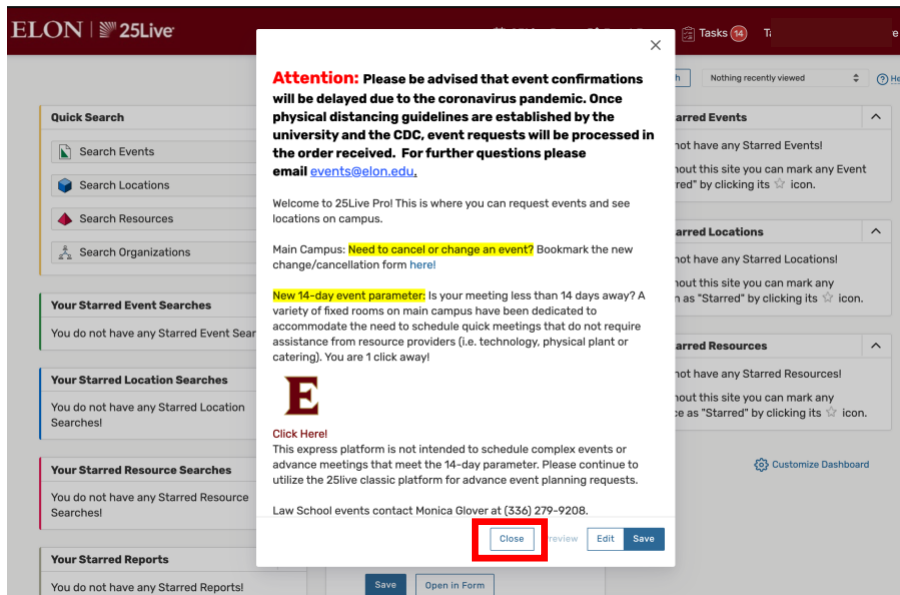 ELON 25Live
Tasks 14
Nothing recently viewed
Attention: Please be advised that event confirmations
will be delayed due to the coronavirus pandemic. Once
physical distancing guidelines are established by the
university and the CDC, event requests will be processed in
the order received. For further questions please
email events@elon.edu.
Welcome to 25Live Pro! This is where you can request events and see
locations on campus.
Main Campus: Need to cancel or change an event? Bookmark the new
change/cancellation form here!
New 14-day event parameter: Is your meeting less than 14 days away? A
variety of fixed rooms on main campus have been dedicated to
accommodate the need to schedule quick meetings that do not require
assistance from resource providers (i.e. technology, physical plant or
catering). You are 1 click away!
E
Click Here!
This express platform is not intended to schedule complex events or
advance meetings that meet the 14-day parameter. Please continue to
utilize the 25live classic platform for advance event planning requests.
Law School events contact Monica Glover at (336) 279-9208.
Close
Edit
Save
Quick Search
Search Events
Search Locations
Search Resources
Search Organizations
Your Starred Event Searches
You do not have any Starred Event
Your Starred Location Searches
You do not have any Starred Location
Searches!
Your Starred Resource Searches
You do not have any Starred Resource
Searches!
Your Starred Reports
You do not have any Starred Reports!
Save
Open in Form
Events
not have any Starred Events!
this site you can mark any Event
by clicking its icon.
Locations
not have any Starred Locations!
this site you can mark any
as "Starred" by clicking its icon.
Resources
not have any Starred Resources!
this site you can mark any
as "Starred" by clicking its icon.
Customize Dashboard